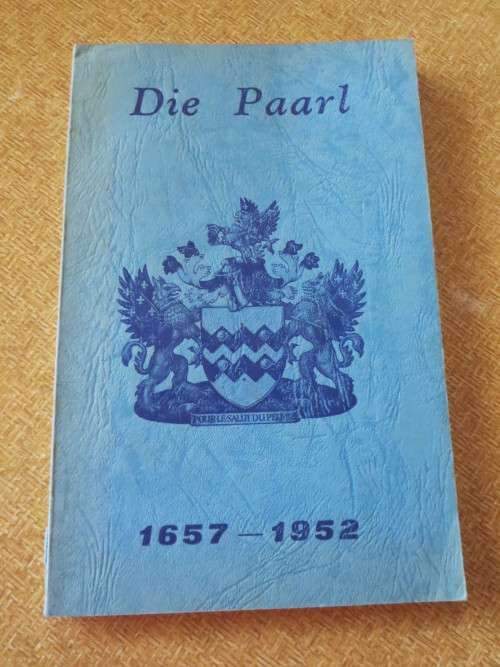 Die Paarl
POUR LE SALUT DU PEUPLE
1657 — 1952